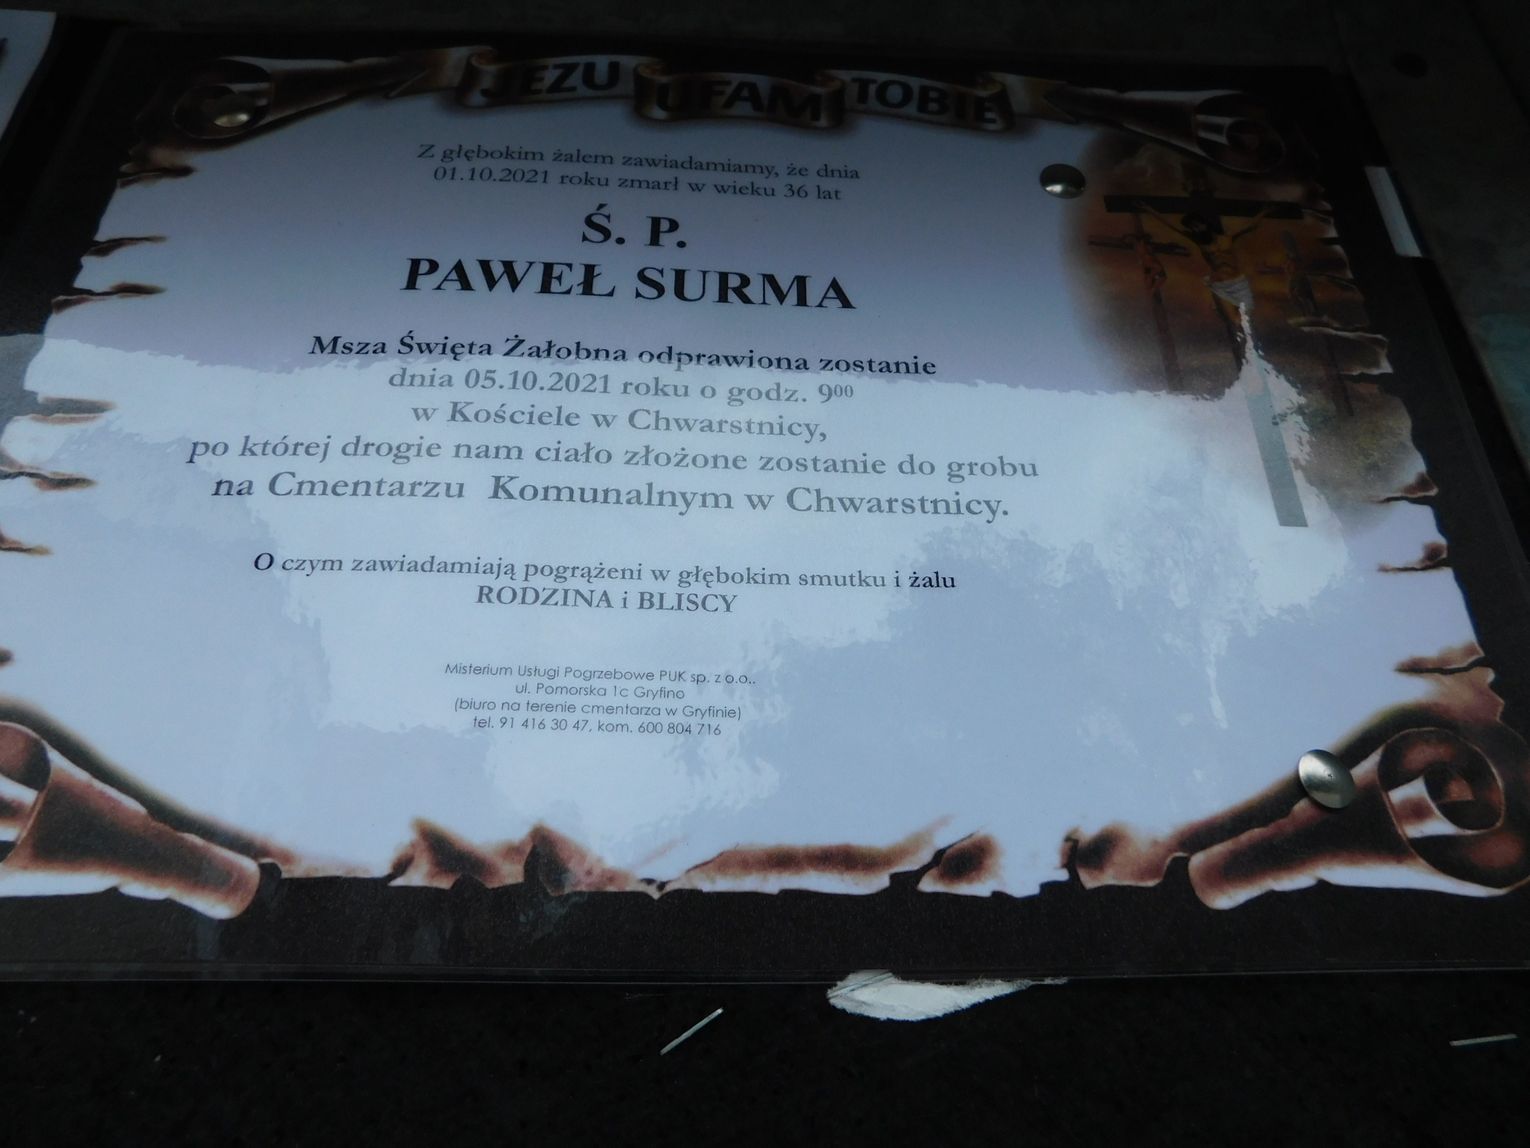 JEZU UFAM TOBIE
Z głębokim żalem zawiadamiamy, że dnia
01.10.2021 roku zmarł w wieku 36 lat
Ś. P.
PAWEŁ SURMA
Msza Święta Żałobna odprawiona zostanie
dnia 05.10.2021 roku o godz. 9⁰⁰
w Kościele w Chwarstnicy,
po której drogie nam ciało złożone zostanie do grobu
na Cmentarzu Komunalnym w Chwarstnicy.
O czym zawiadamiają pogrążeni w głębokim smutku i żalu
RODZINA i BLISCY
Misterium Usługi Pogrzebowe PUK sp. z o.o..
ul. Pomorska 1c Gryfino
(biuro na terenie cmentarza w Gryfinie)
tel. 91 416 30 47, kom. 600 804 716